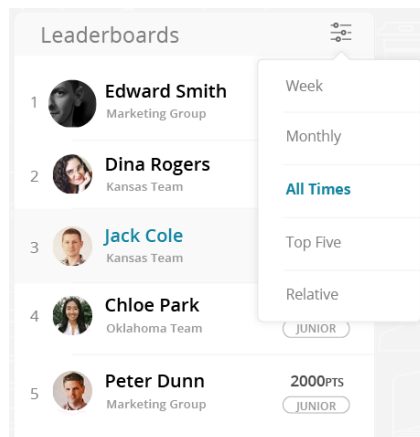 Leaderboards
1
Edward Smith
Marketing Group
Week
Monthly
All Times
Top Five
Relative
2
Dina Rogers
Kansas Team
3
Jack Cole
Kansas Team
4
Chloe Park
Oklahoma Team
JUNIOR
5
Peter Dunn
Marketing Group
2000PTS
JUNIOR